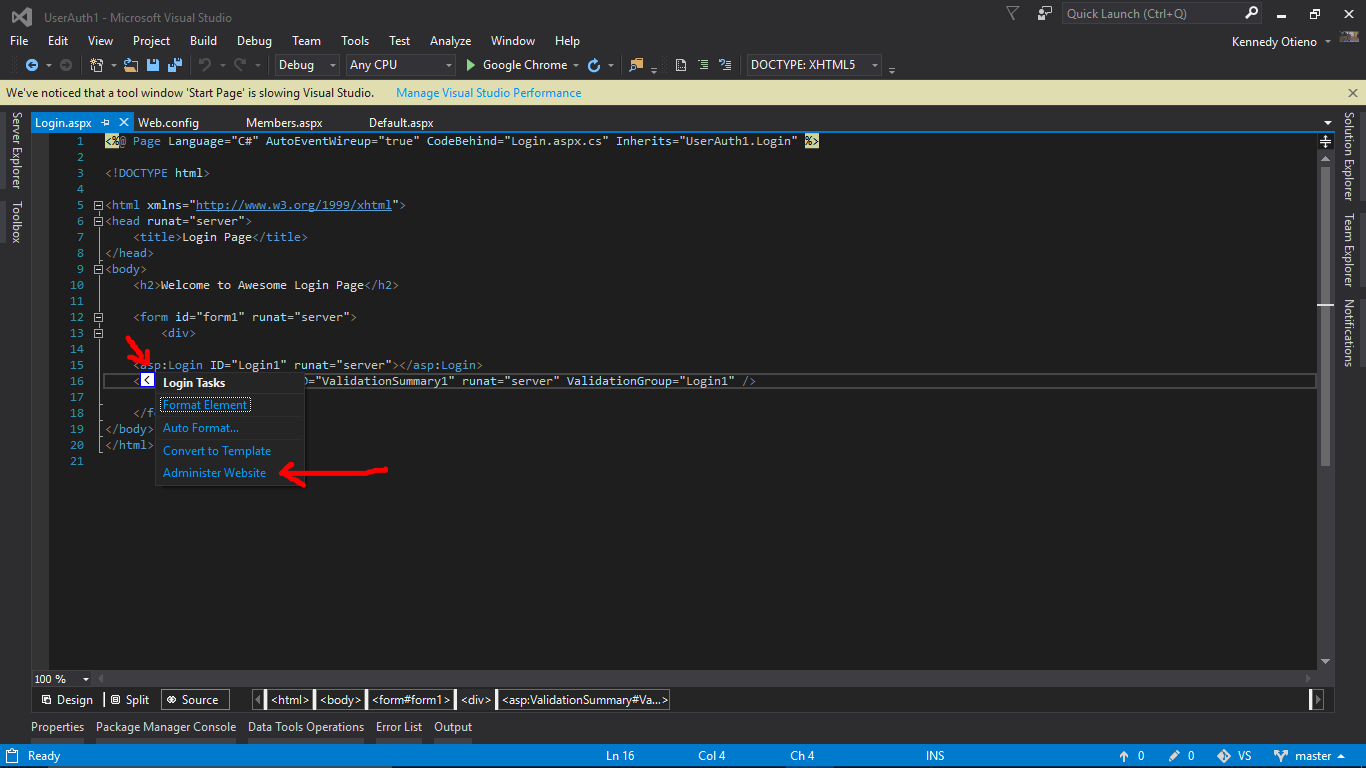 UserAuth1 - Microsoft Visual Studio
Quick Launch (Ctrl+Q)
File Edit View Project Build Debug Team Tools Test Analyze Window Help
Kennedy Otieno
Debug Any CPU Google Chrome DOCTYPE: XHTML5
We've noticed that a tool window 'Start Page' is slowing Visual Studio. Manage Visual Studio Performance
Server Explorer
Toolbox
Login.aspx Web.config Members.aspx Default.aspx
1 <%@ Page Language="C#" AutoEventWireup="true" CodeBehind="Login.aspx.cs" Inherits="UserAuth1.Login" %>
2
3 <!DOCTYPE html>
4
5 <html xmlns="http://www.w3.org/1999/xhtml">
6 <head runat="server">
7 <title>Login Page</title>
8 </head>
9 <body>
10 <h2>Welcome to Awesome Login Page</h2>
11
12 <form id="form1" runat="server">
13 <div>
14
15 <asp:Login ID="Login1" runat="server"></asp:Login>
16 < ="ValidationSummary1" runat="server" ValidationGroup="Login1" />
17
18 </f
19 </body>
20 </html>
21
Login Tasks
Format Element
Auto Format...
Convert to Template
Administer Website
Solution Explorer
Team Explorer
Notifications
100 %
Design Split Source <html> <body> <form#form1> <div> <asp:ValidationSummary#Va...>
Properties Package Manager Console Data Tools Operations Error List Output
Ready Ln 16 Col 4 Ch 4 INS 0 0 VS master